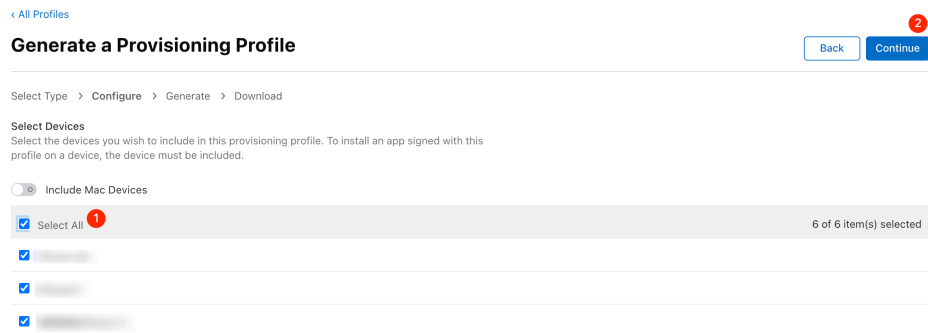 ‹ All Profiles
2
Generate a Provisioning Profile
Back Continue
Select Type > Configure > Generate > Download
Select Devices
Select the devices you wish to include in this provisioning profile. To install an app signed with this
profile on a device, the device must be included.
Include Mac Devices
Select All 1 6 of 6 item(s) selected